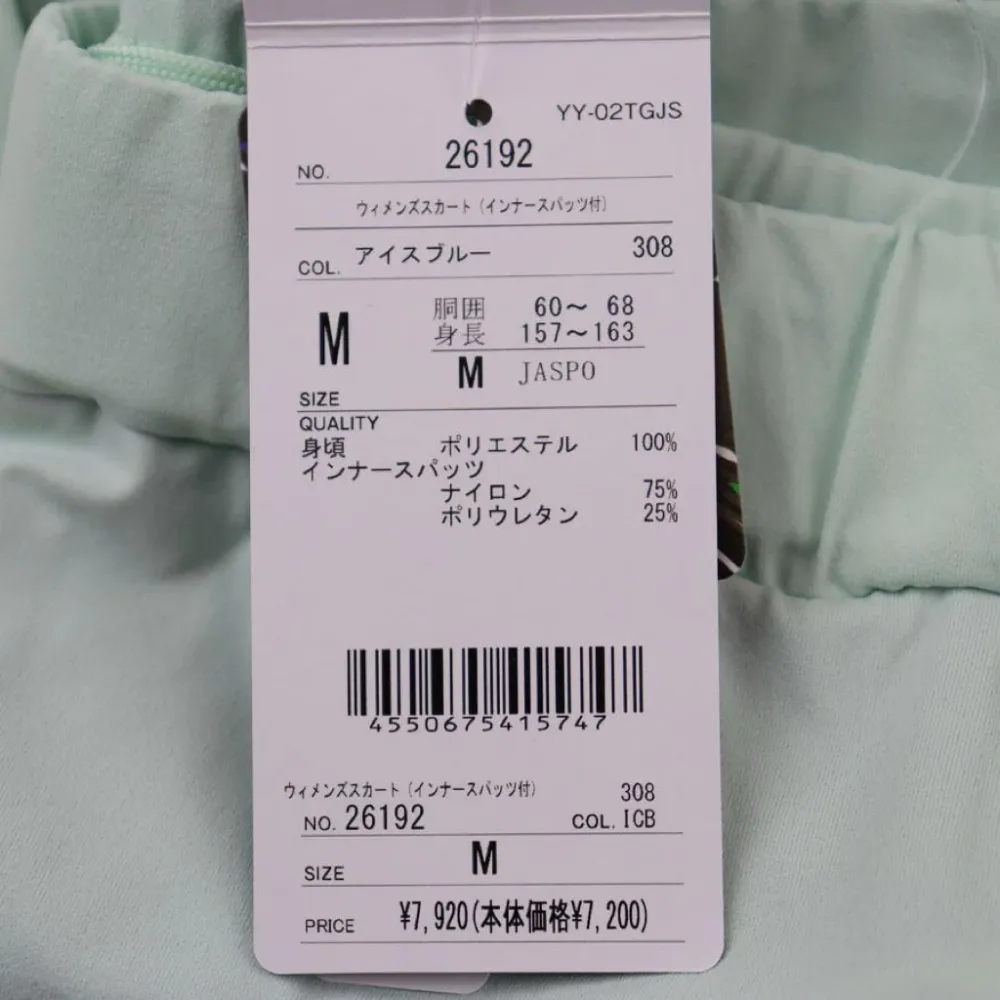 YY-02TGJS
NO. 26192
ウィメンズスカート(インナースパッツ付)
COL. アイスブルー 308
M 胴囲 60～ 68
身長 157～163
M JASPO
SIZE
QUALITY
身頃 ポリエステル 100%
インナースパッツ
ナイロン 75%
ポリウレタン 25%
4550675415747
ウィメンズスカート(インナースパッツ付) 308
NO. 26192 COL. ICB
SIZE M
PRICE ¥7,920(本体価格¥7,200)